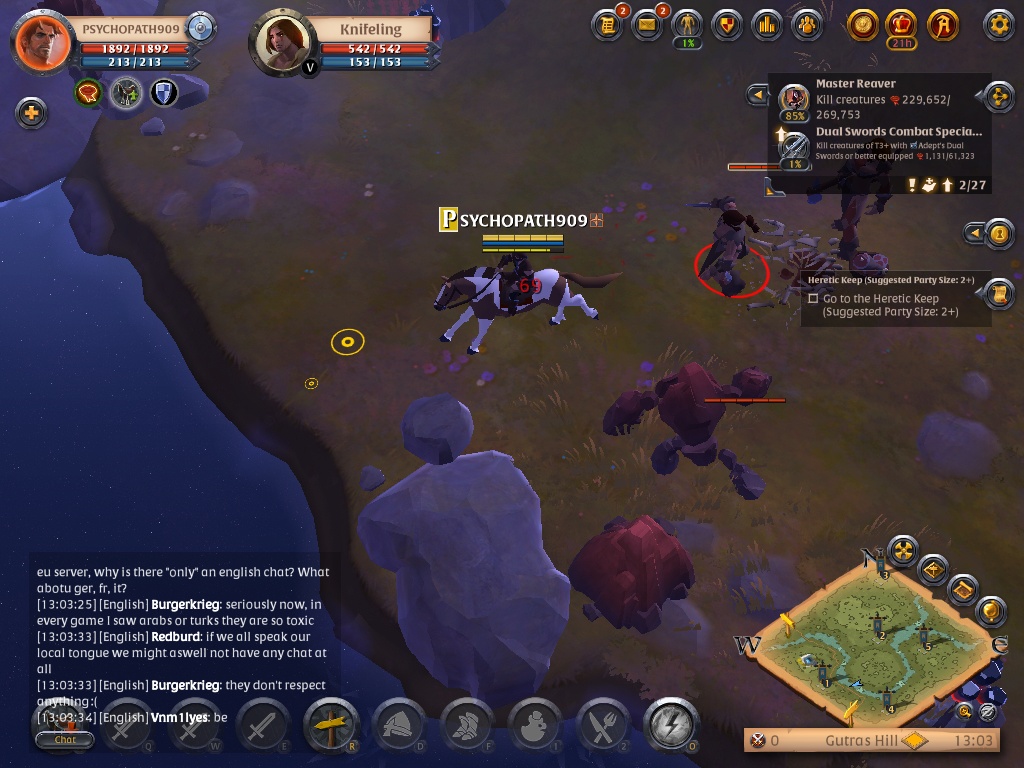 PSYCHOPATH909
1892 / 1892
213 / 213
Knifeling
542 / 542
153 / 153
V
2
2
1%
21h
Master Reaver
Kill creatures 229,652/
269,753
85%
Dual Swords Combat Specia...
Kill creatures of T3+ with Adept's Dual
Swords or better equipped 1,131/61,323
1%
2/27
PSYCHOPATH909
69
Heretic Keep (Suggested Party Size: 2+)
Go to the Heretic Keep
(Suggested Party Size: 2+)
eu server, why is there "only" an english chat? What
abotu ger, fr, it?
[13:03:25] [English] Burgerkrieg: seriously now, in
every game I saw arabs or turks they are so toxic
[13:03:33] [English] Redburd: if we all speak our
local tongue we might aswell not have any chat at
all
[13:03:33] [English] Burgerkrieg: they don't respect
anything:(
[13:03:34] [English] Vnm1lyes: be
Chat
Q
W
E
R
D
F
1
2
O
N
W
E
3
2
5
1
4
0
Gutras Hill
13:03